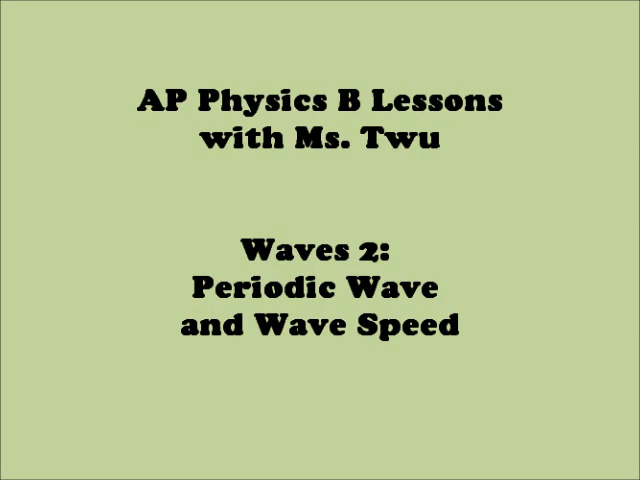 AP Physics B Lessons
with Ms. Twu
Waves 2:
Periodic Wave
and Wave Speed